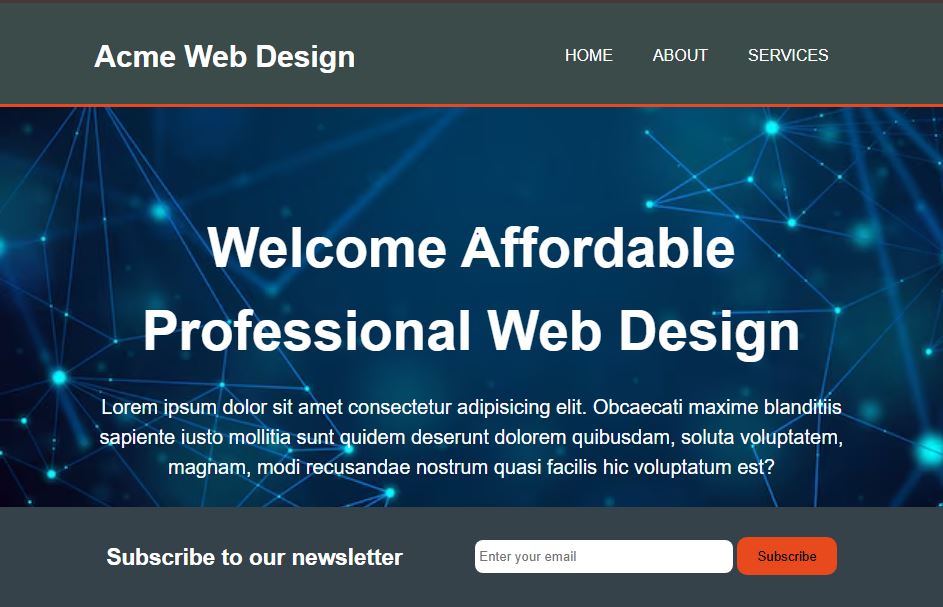 Acme Web Design
HOME ABOUT SERVICES
Welcome Affordable
Professional Web Design
Lorem ipsum dolor sit amet consectetur adipisicing elit. Obcaecati maxime blanditiis
sapiente iusto mollitia sunt quidem deserunt dolorem quibusdam, soluta voluptatem,
magnam, modi recusandae nostrum quasi facilis hic voluptatum est?
Subscribe to our newsletter
Enter your email
Subscribe